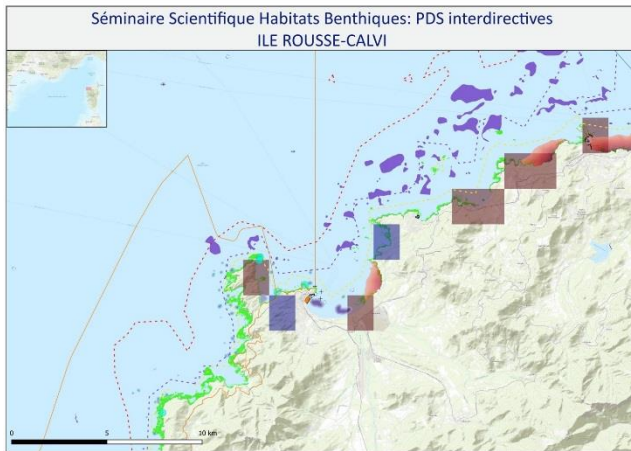 Séminaire Scientifique Habitats Benthiques: PDS interdirectives
ILE ROUSSE-CALVI
0 5 10 km